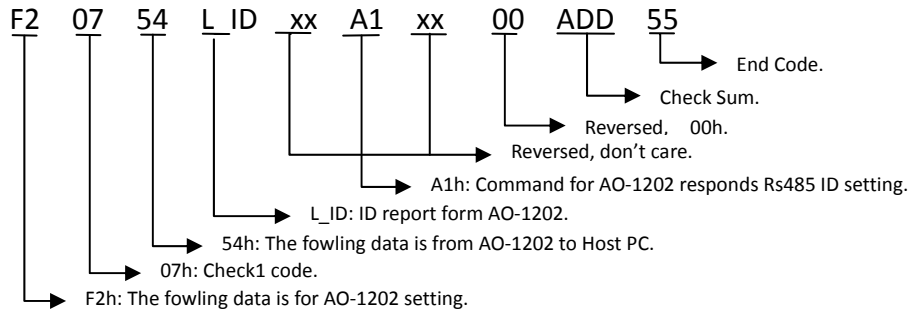 F2 07 54 L_ID xx A1 xx 00 ADD 55
End Code.
Check Sum.
Reversed, 00h.
Reversed, don't care.
A1h: Command for AO-1202 responds Rs485 ID setting.
L_ID: ID report form AO-1202.
54h: The fowling data is from AO-1202 to Host PC.
07h: Check1 code.
F2h: The fowling data is for AO-1202 setting.